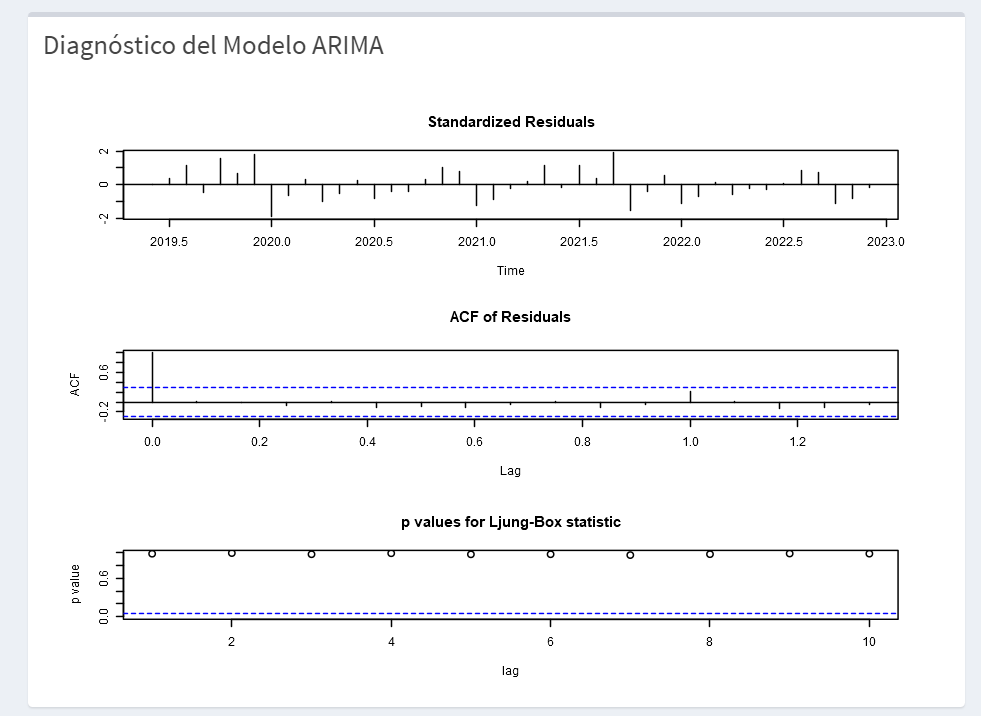 Diagnóstico del Modelo ARIMA
Standardized Residuals
2
0
-2
2019.5 2020.0 2020.5 2021.0 2021.5 2022.0 2022.5 2023.0
Time
ACF of Residuals
ACF
0.6
-0.2
0.0 0.2 0.4 0.6 0.8 1.0 1.2
Lag
p values for Ljung-Box statistic
p value
0.6
0.0
2 4 6 8 10
lag